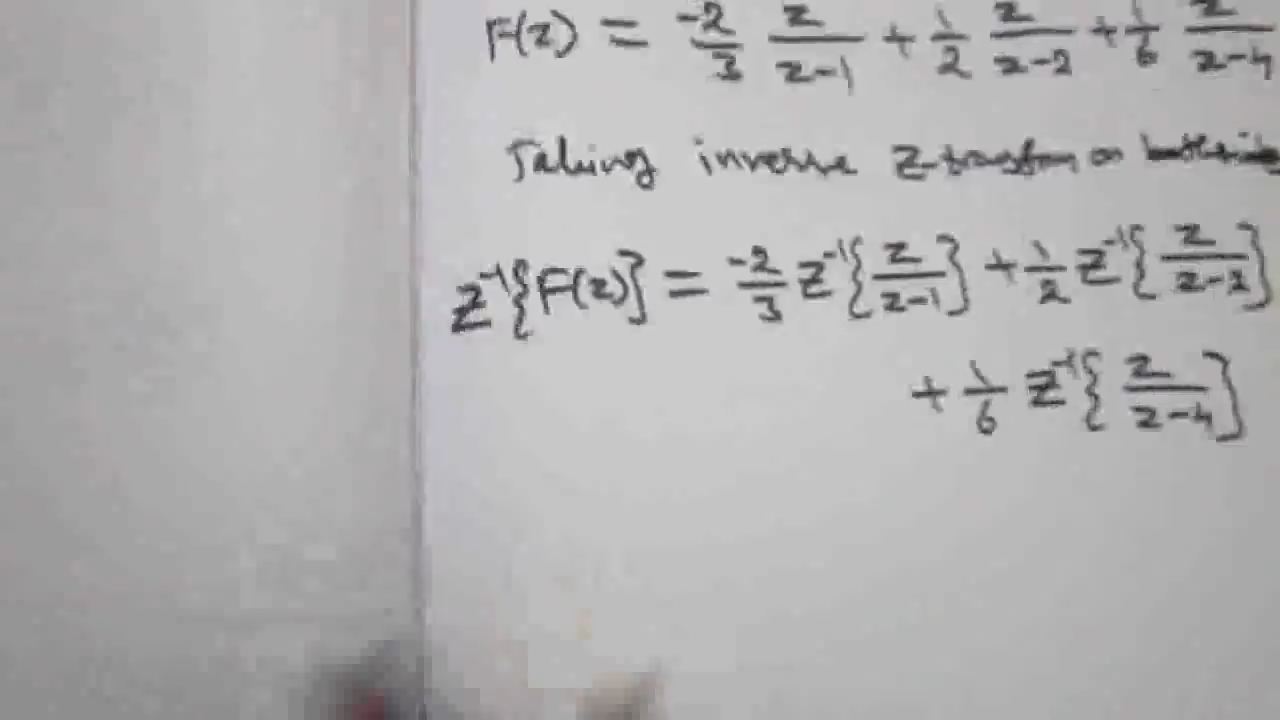 F(z) = -2/3 z/z-1 + 1/2 z/z-2 + 1/6 z/z-4
Taking inverse Z-transfom on
Z⁻¹{F(z)} = -2/3 Z⁻¹{z/z-1} + 1/2 Z⁻¹{z/z-2}
+ 1/6 Z⁻¹{z/z-4}